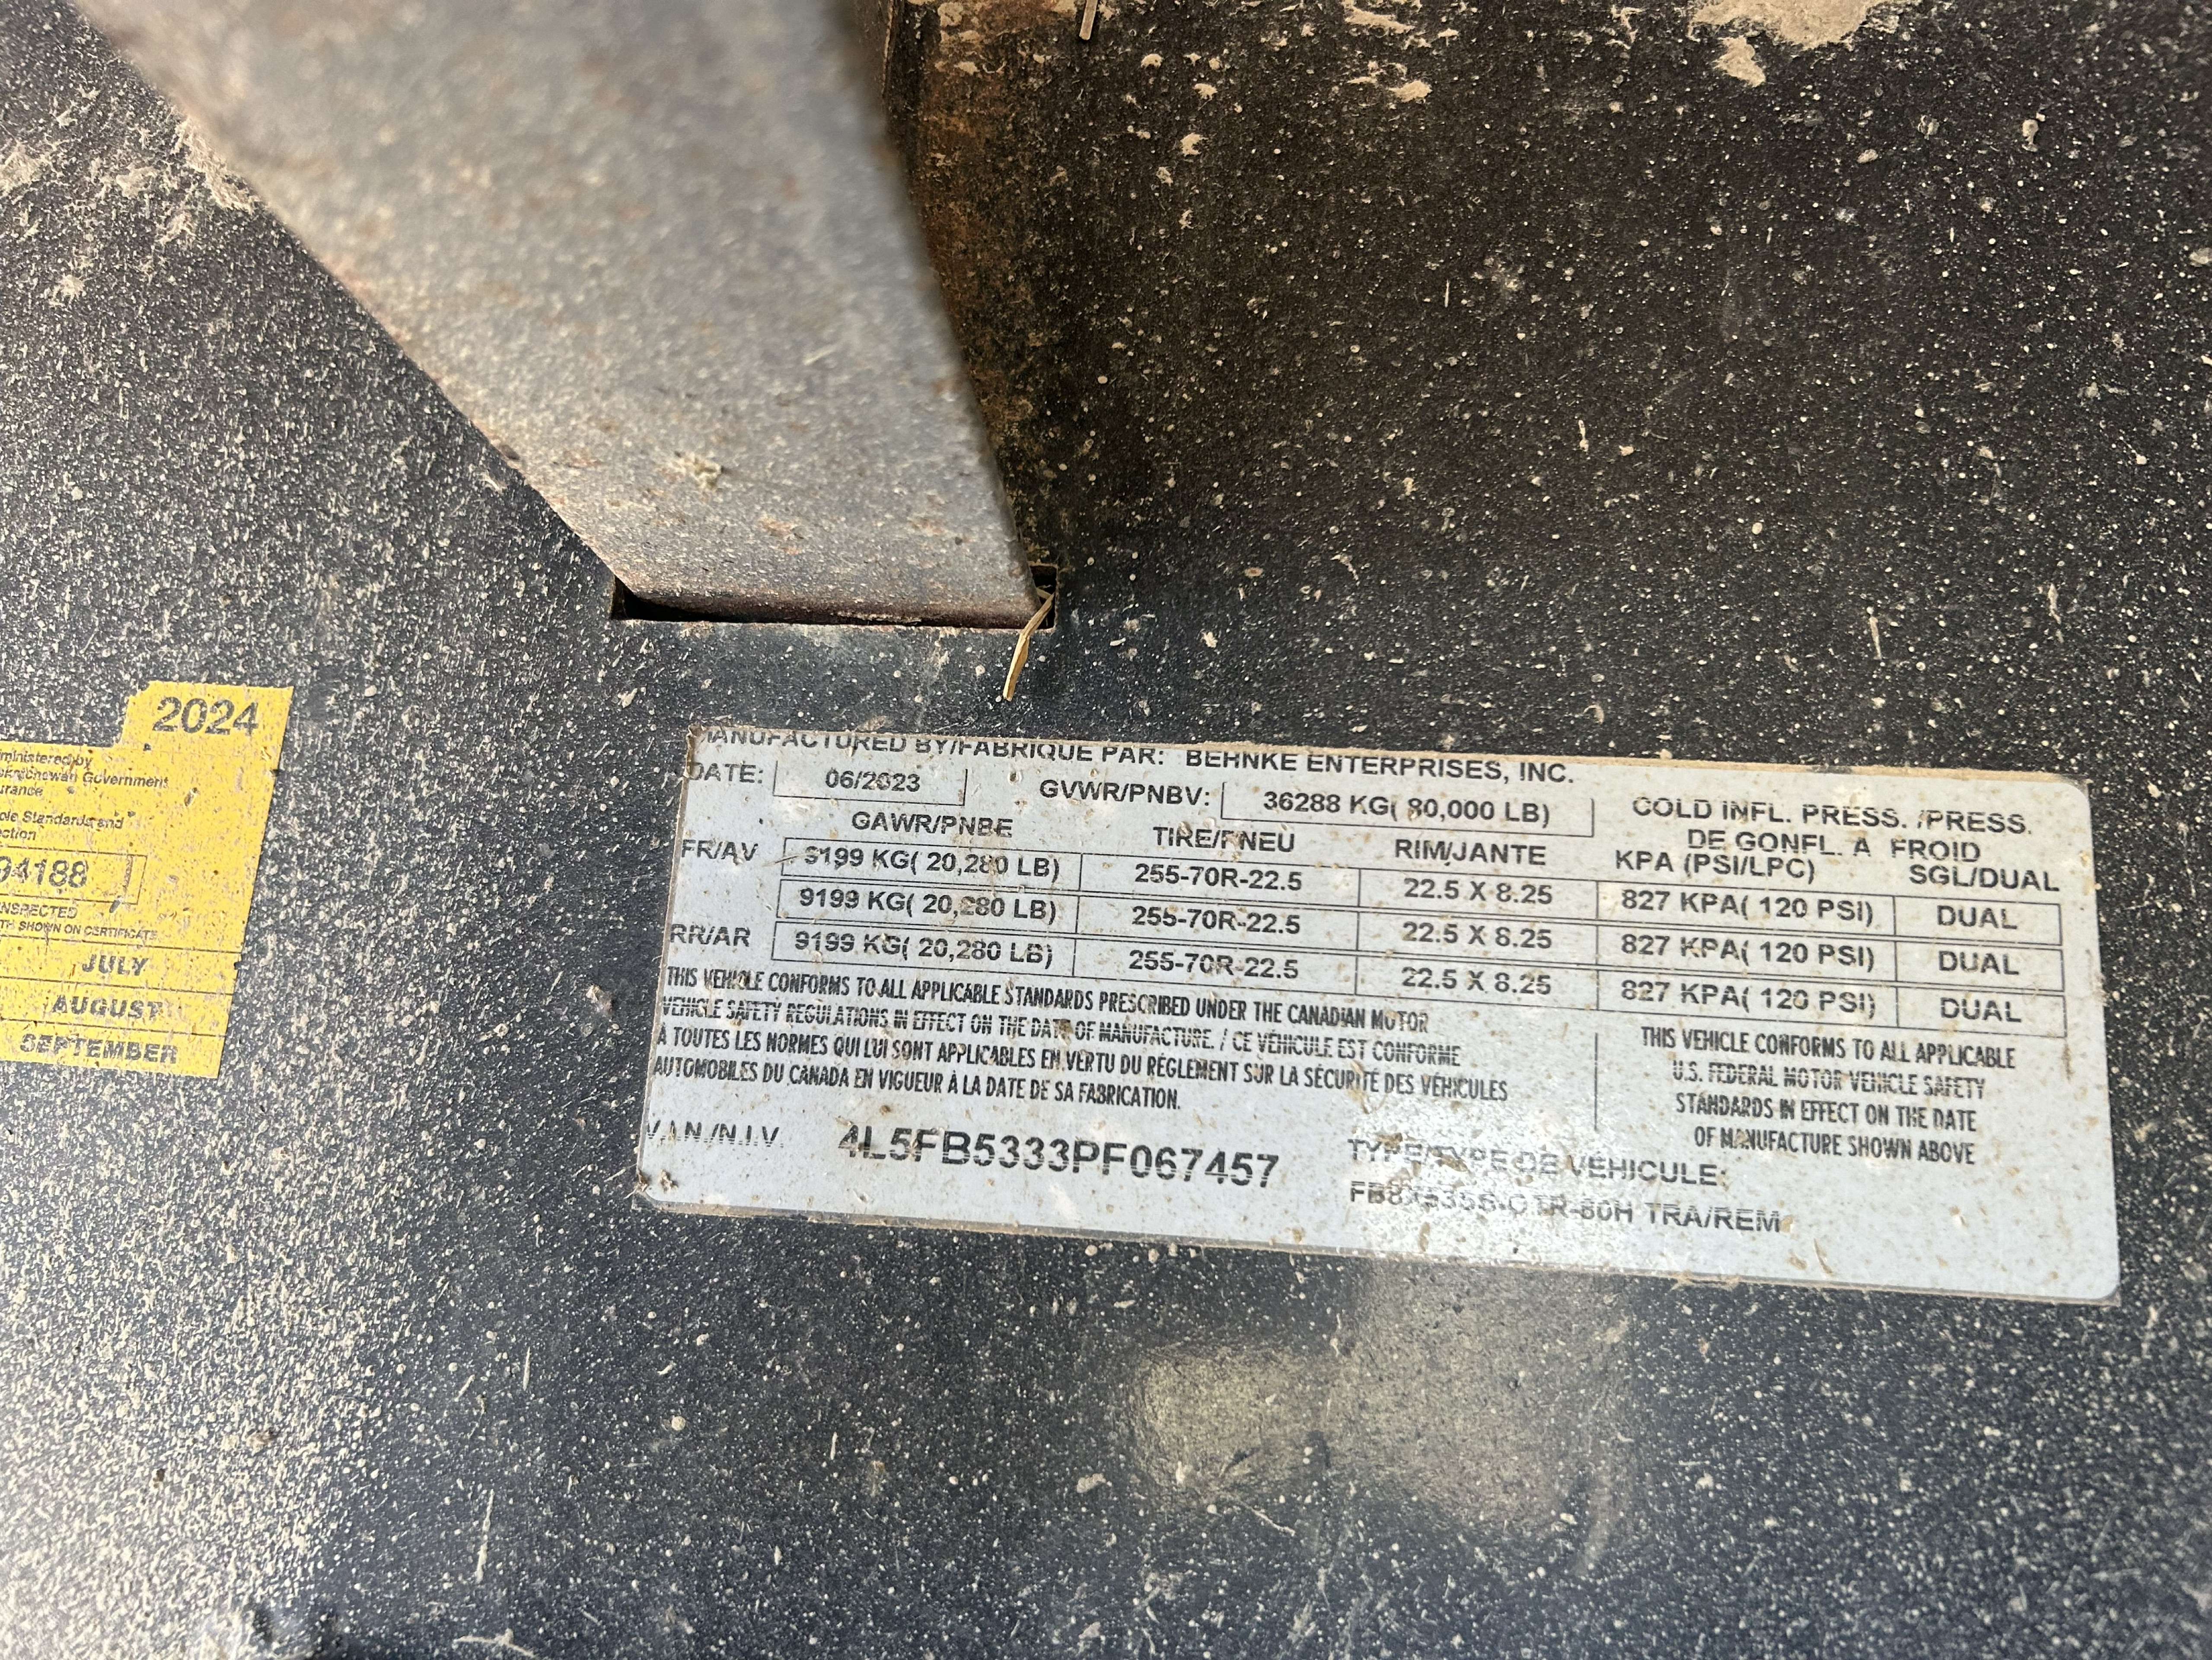 2024
ministered by
Government
urance
ole Standards and
ction
94188
INSPECTED
TH SHOWN ON CERTIFICATE
JULY
AUGUST
SEPTEMBER
MANUFACTURED BY/FABRIQUE PAR: BEHNKE ENTERPRISES, INC.
DATE: 06/2023 GVWR/PNBV: 36288 KG( 80,000 LB)
COLD INFL. PRESS. /PRESS.
DE GONFL. A FROID
GAWR/PNBE TIRE/PNEU RIM/JANTE KPA (PSI/LPC) SGL/DUAL
FR/AV 9199 KG( 20,280 LB) 255-70R-22.5 22.5 X 8.25 827 KPA( 120 PSI) DUAL
9199 KG( 20,280 LB) 255-70R-22.5 22.5 X 8.25 827 KPA( 120 PSI) DUAL
RR/AR 9199 KG( 20,280 LB) 255-70R-22.5 22.5 X 8.25 827 KPA( 120 PSI) DUAL
THIS VEHICLE CONFORMS TO ALL APPLICABLE STANDARDS PRESCRIBED UNDER THE CANADIAN MOTOR
VEHICLE SAFETY REGULATIONS IN EFFECT ON THE DATE OF MANUFACTURE. / CE VÉHICULE EST CONFORME
À TOUTES LES NORMES QUI LUI SONT APPLICABLES EN VERTU DU RÈGLEMENT SUR LA SÉCURITÉ DES VÉHICULES
AUTOMOBILES DU CANADA EN VIGUEUR À LA DATE DE SA FABRICATION.
THIS VEHICLE CONFORMS TO ALL APPLICABLE
U.S. FEDERAL MOTOR VEHICLE SAFETY
STANDARDS IN EFFECT ON THE DATE
OF MANUFACTURE SHOWN ABOVE
V.I.N./N.I.V. 4L5FB5333PF067457
TYPE/TYPE DE VÉHICULE:
TRA/REM